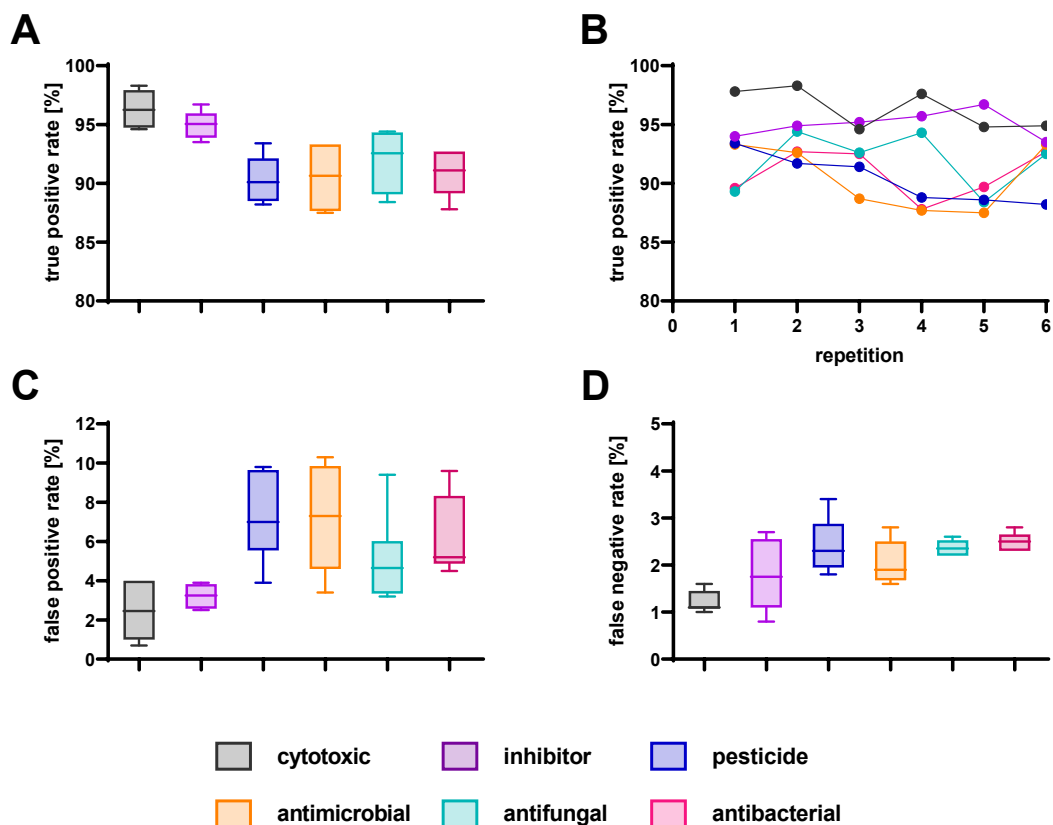 A
true positive rate [%]
100
95
90
85
80
B
true positive rate [%]
100
95
90
85
80
0 1 2 3 4 5 6
repetition
C
false positive rate [%]
12
10
8
6
4
2
0
D
false negative rate [%]
5
4
3
2
1
0
cytotoxic inhibitor pesticide
antimicrobial antifungal antibacterial